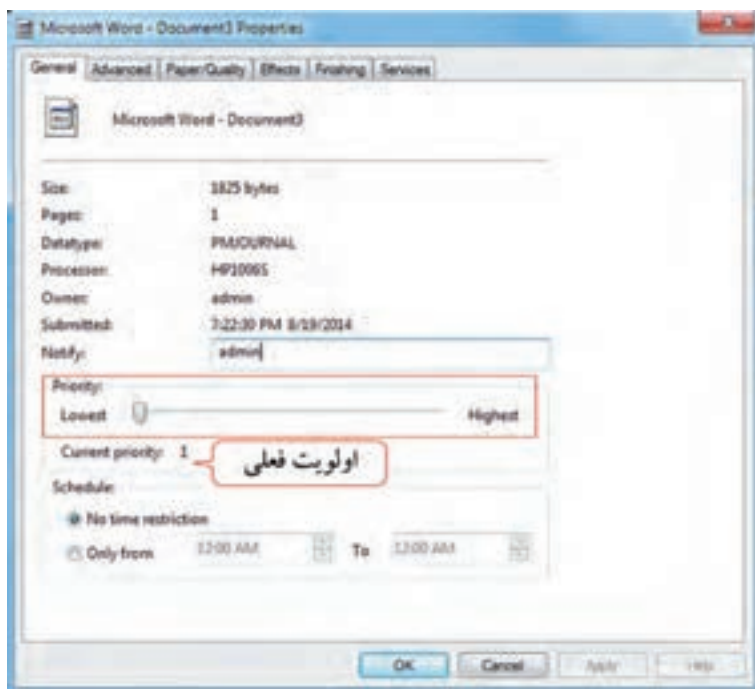 Microsoft Word - Document3 Properties
General Advanced Paper/Quality Effects Finishing Services
Microsoft Word - Document3
Size: 1825 bytes
Pages: 1
Datatype: PMJOURNAL
Processor: HP1006S
Owner: admin
Submitted: 7:22:30 PM 8/19/2014
Notify: admin
Priority:
Lowest Highest
Current priority: 1
اولویت فعلی
Schedule:
No time restriction
Only from 12:00 AM To 12:00 AM
OK Cancel Apply Help